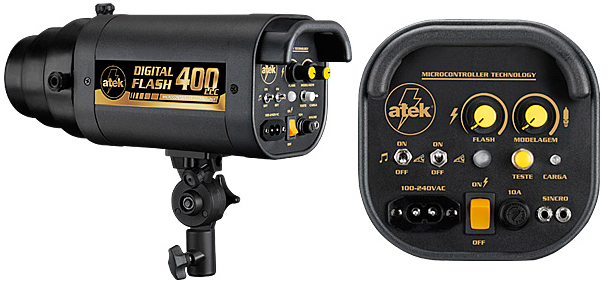 atek
DIGITAL
FLASH 400
atek
MICROCONTROLLER TECHNOLOGY
atek
FLASH
MODELAGEM
ON
ON
OFF
OFF
TESTE
CARGA
100-240VAC
ON
10A
SINCRO
OFF